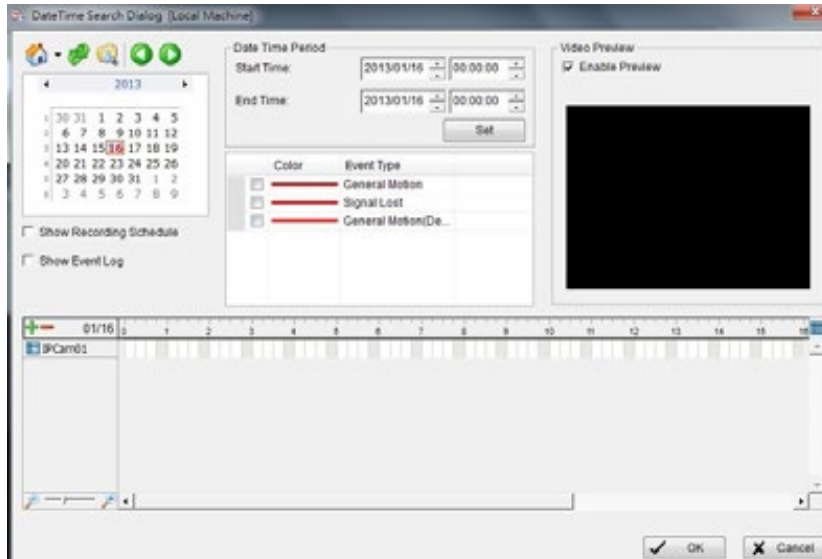 DateTime Search Dialog (Local Machine)
2013
30 31 1 2 3 4 5
6 7 8 9 10 11 12
13 14 15 16 17 18 19
20 21 22 23 24 25 26
27 28 29 30 31 1 2
3 4 5 6 7 8 9
Show Recording Schedule
Show Event Log
Date Time Period
Start Time: 2013/01/16 00:00:00
End Time: 2013/01/16 00:00:00
Set
Color Event Type
General Motion
Signal Lost
General Motion(De...
Video Preview
Enable Preview
01/16 0 1 2 3 4 5 6 7 8 9 10 11 12 13 14 15 16
IPCam01
OK Cancel